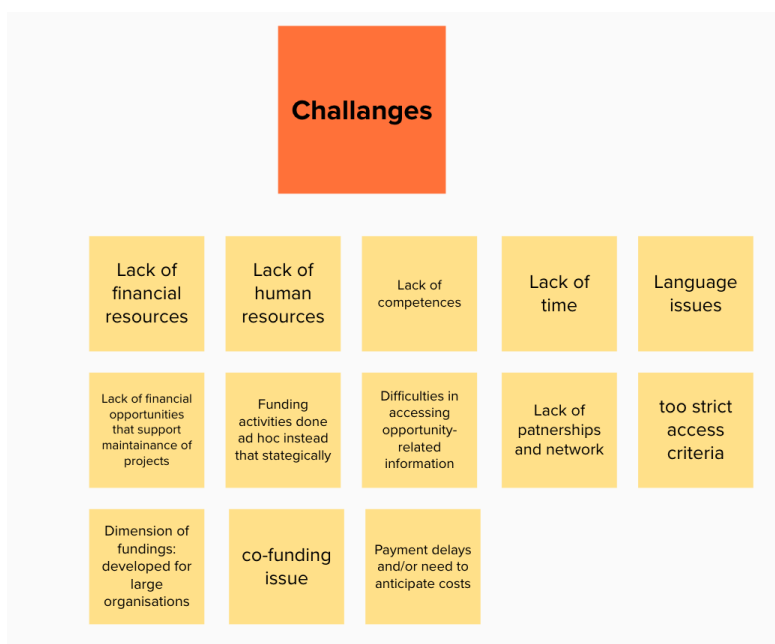 Challanges
Lack of
financial
resources
Lack of
human
resources
Lack of
competences
Lack of
time
Language
issues
Lack of financial
opportunities
that support
maintainance of
projects
Funding
activities done
ad hoc instead
that stategically
Difficulties in
accessing
opportunity-
related
information
Lack of
patnerships
and network
too strict
access
criteria
Dimension of
fundings:
developed for
large
organisations
co-funding
issue
Payment delays
and/or need to
anticipate costs